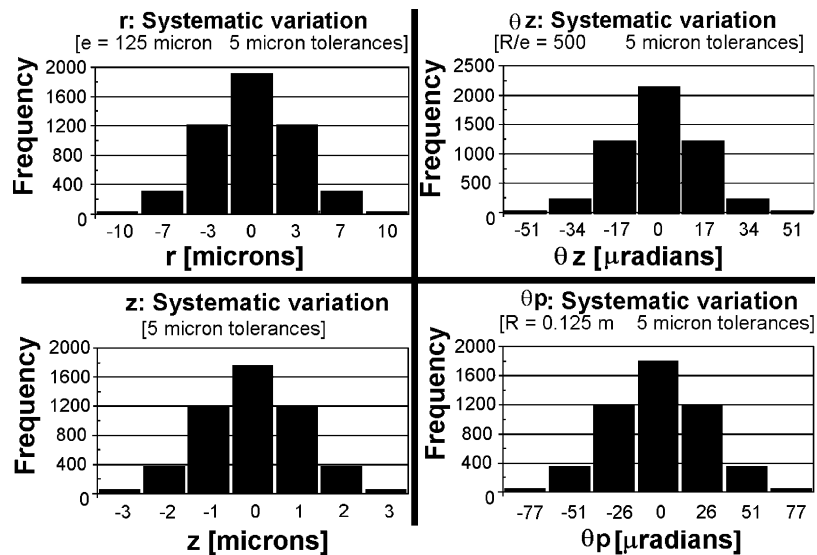 r: Systematic variation
[e = 125 micron 5 micron tolerances]
Frequency
2000
1600
1200
800
400
0
-10 -7 -3 0 3 7 10
r [microns]
θz: Systematic variation
[R/e = 500 5 micron tolerances]
Frequency
2500
2000
1500
1000
500
0
-51 -34 -17 0 17 34 51
θz [μradians]
z: Systematic variation
[5 micron tolerances]
Frequency
2000
1600
1200
800
400
0
-3 -2 -1 0 1 2 3
z [microns]
θp: Systematic variation
[R = 0.125 m 5 micron tolerances]
Frequency
2000
1600
1200
800
400
0
-77 -51 -26 0 26 51 77
θp [μradians]